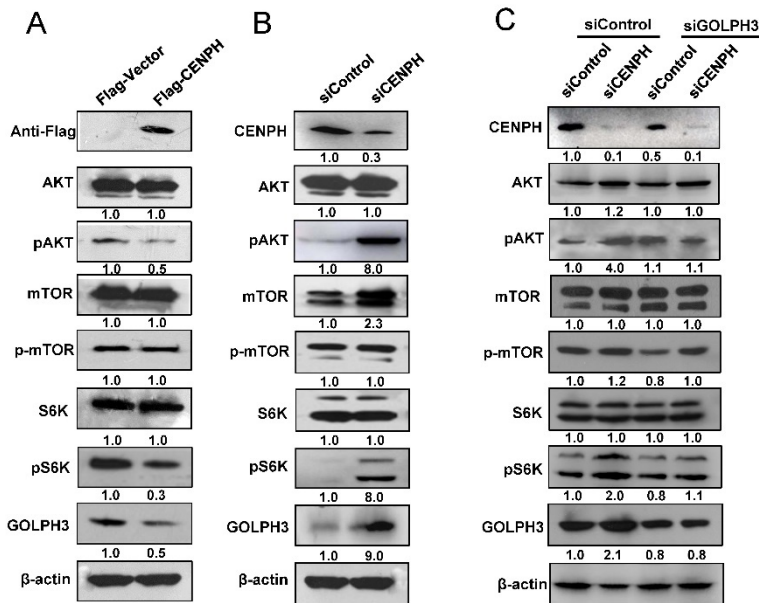 A
Flag-Vector
Flag-CENPH
Anti-Flag
AKT
1.0 1.0
pAKT
1.0 0.5
mTOR
1.0 1.0
p-mTOR
1.0 1.0
S6K
1.0 1.0
pS6K
1.0 0.3
GOLPH3
1.0 0.5
β-actin
B
siControl
siCENPH
CENPH
1.0 0.3
AKT
1.0 1.0
pAKT
1.0 8.0
mTOR
1.0 2.3
p-mTOR
1.0 1.0
S6K
1.0 1.0
pS6K
1.0 8.0
GOLPH3
1.0 9.0
β-actin
C
siControl siGOLPH3
siControl
siCENPH
siControl
siCENPH
CENPH
1.0 0.1 0.5 0.1
AKT
1.0 1.2 1.0 1.0
pAKT
1.0 4.0 1.1 1.1
mTOR
1.0 1.0 1.0 1.0
p-mTOR
1.0 1.2 0.8 1.0
S6K
1.0 1.0 1.0 1.0
pS6K
1.0 2.0 0.8 1.1
GOLPH3
1.0 2.1 0.8 0.8
β-actin